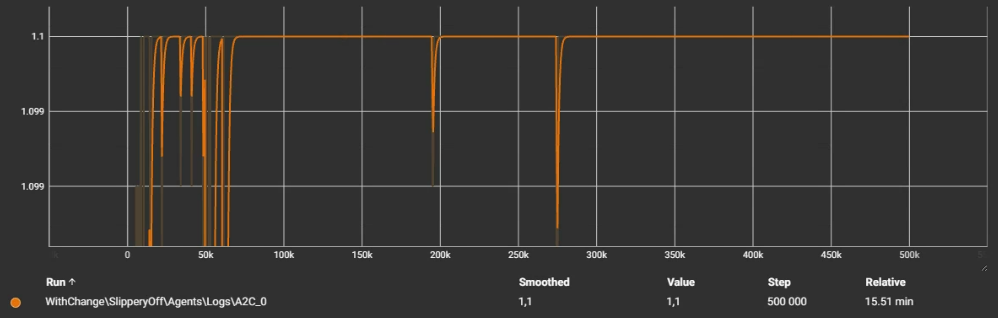 1.1
1.099
1.099
0 50k 100k 150k 200k 250k 300k 350k 400k 450k 500k
Run ↑ Smoothed Value Step Relative
WithChange\SlipperyOff\Agents\Logs\A2C_0 1,1 1,1 500 000 15.51 min